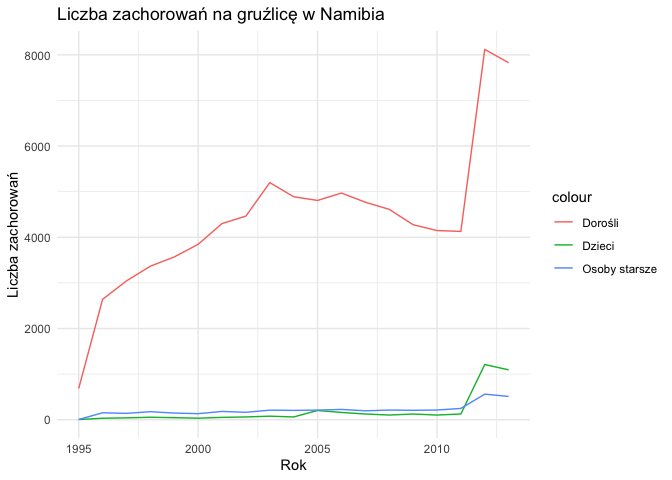 Liczba zachorowań na gruźlicę w Namibia
Liczba zachorowań
8000
6000
4000
2000
0
1995
2000
2005
2010
Rok
colour
Dorośli
Dzieci
Osoby starsze